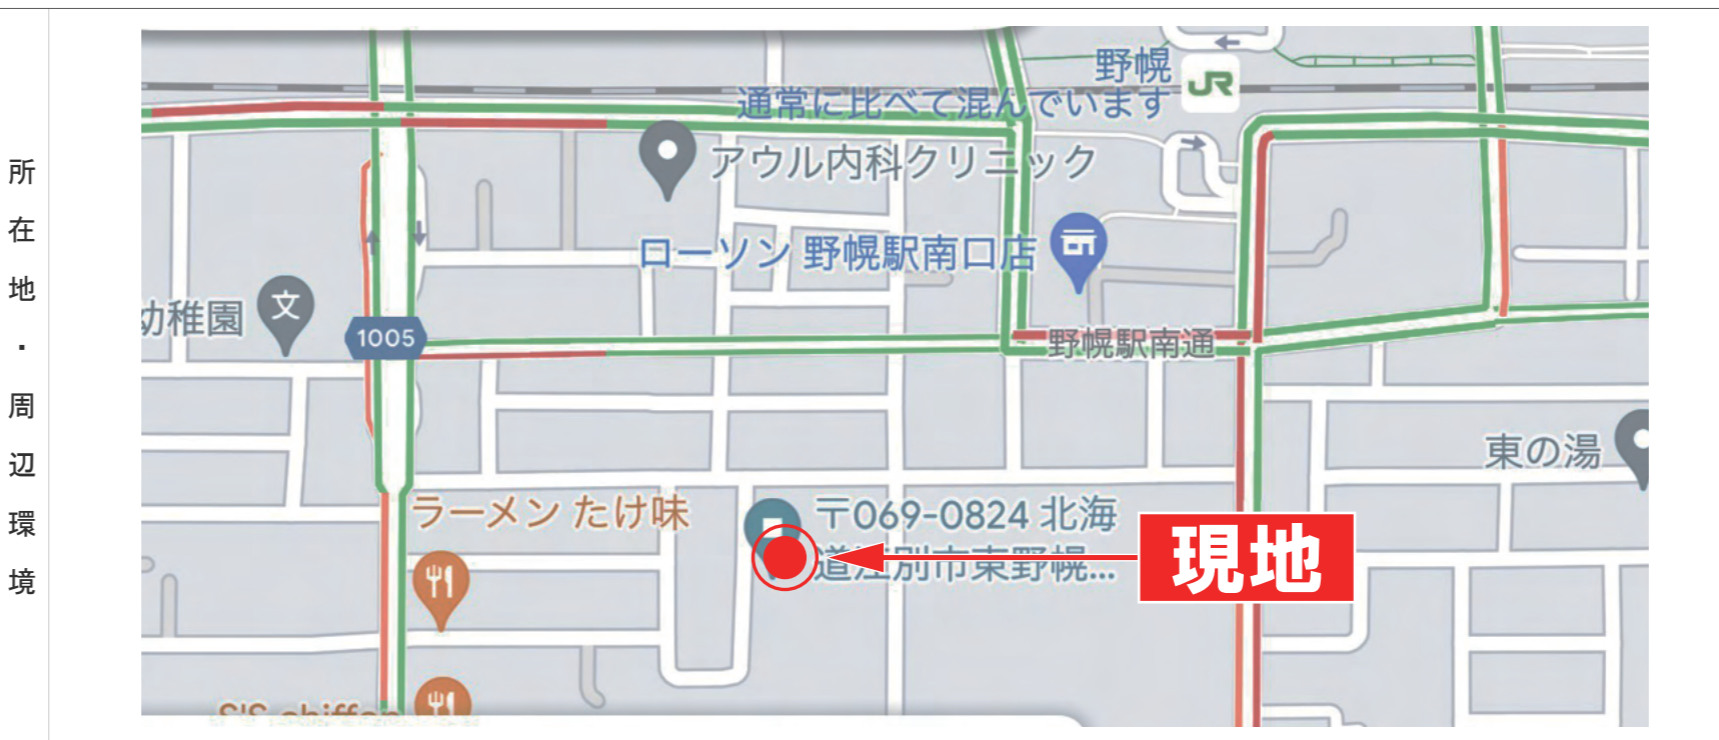 所在地・周辺環境
野幌
JR
通常に比べて混んでいます
アウル内科クリニック
ローソン 野幌駅南口店
幼稚園
文
1005
野幌駅南通
東の湯
ラーメン たけ味
〒069-0824 北海
道江別市東野幌...
現地
S'S chiffon